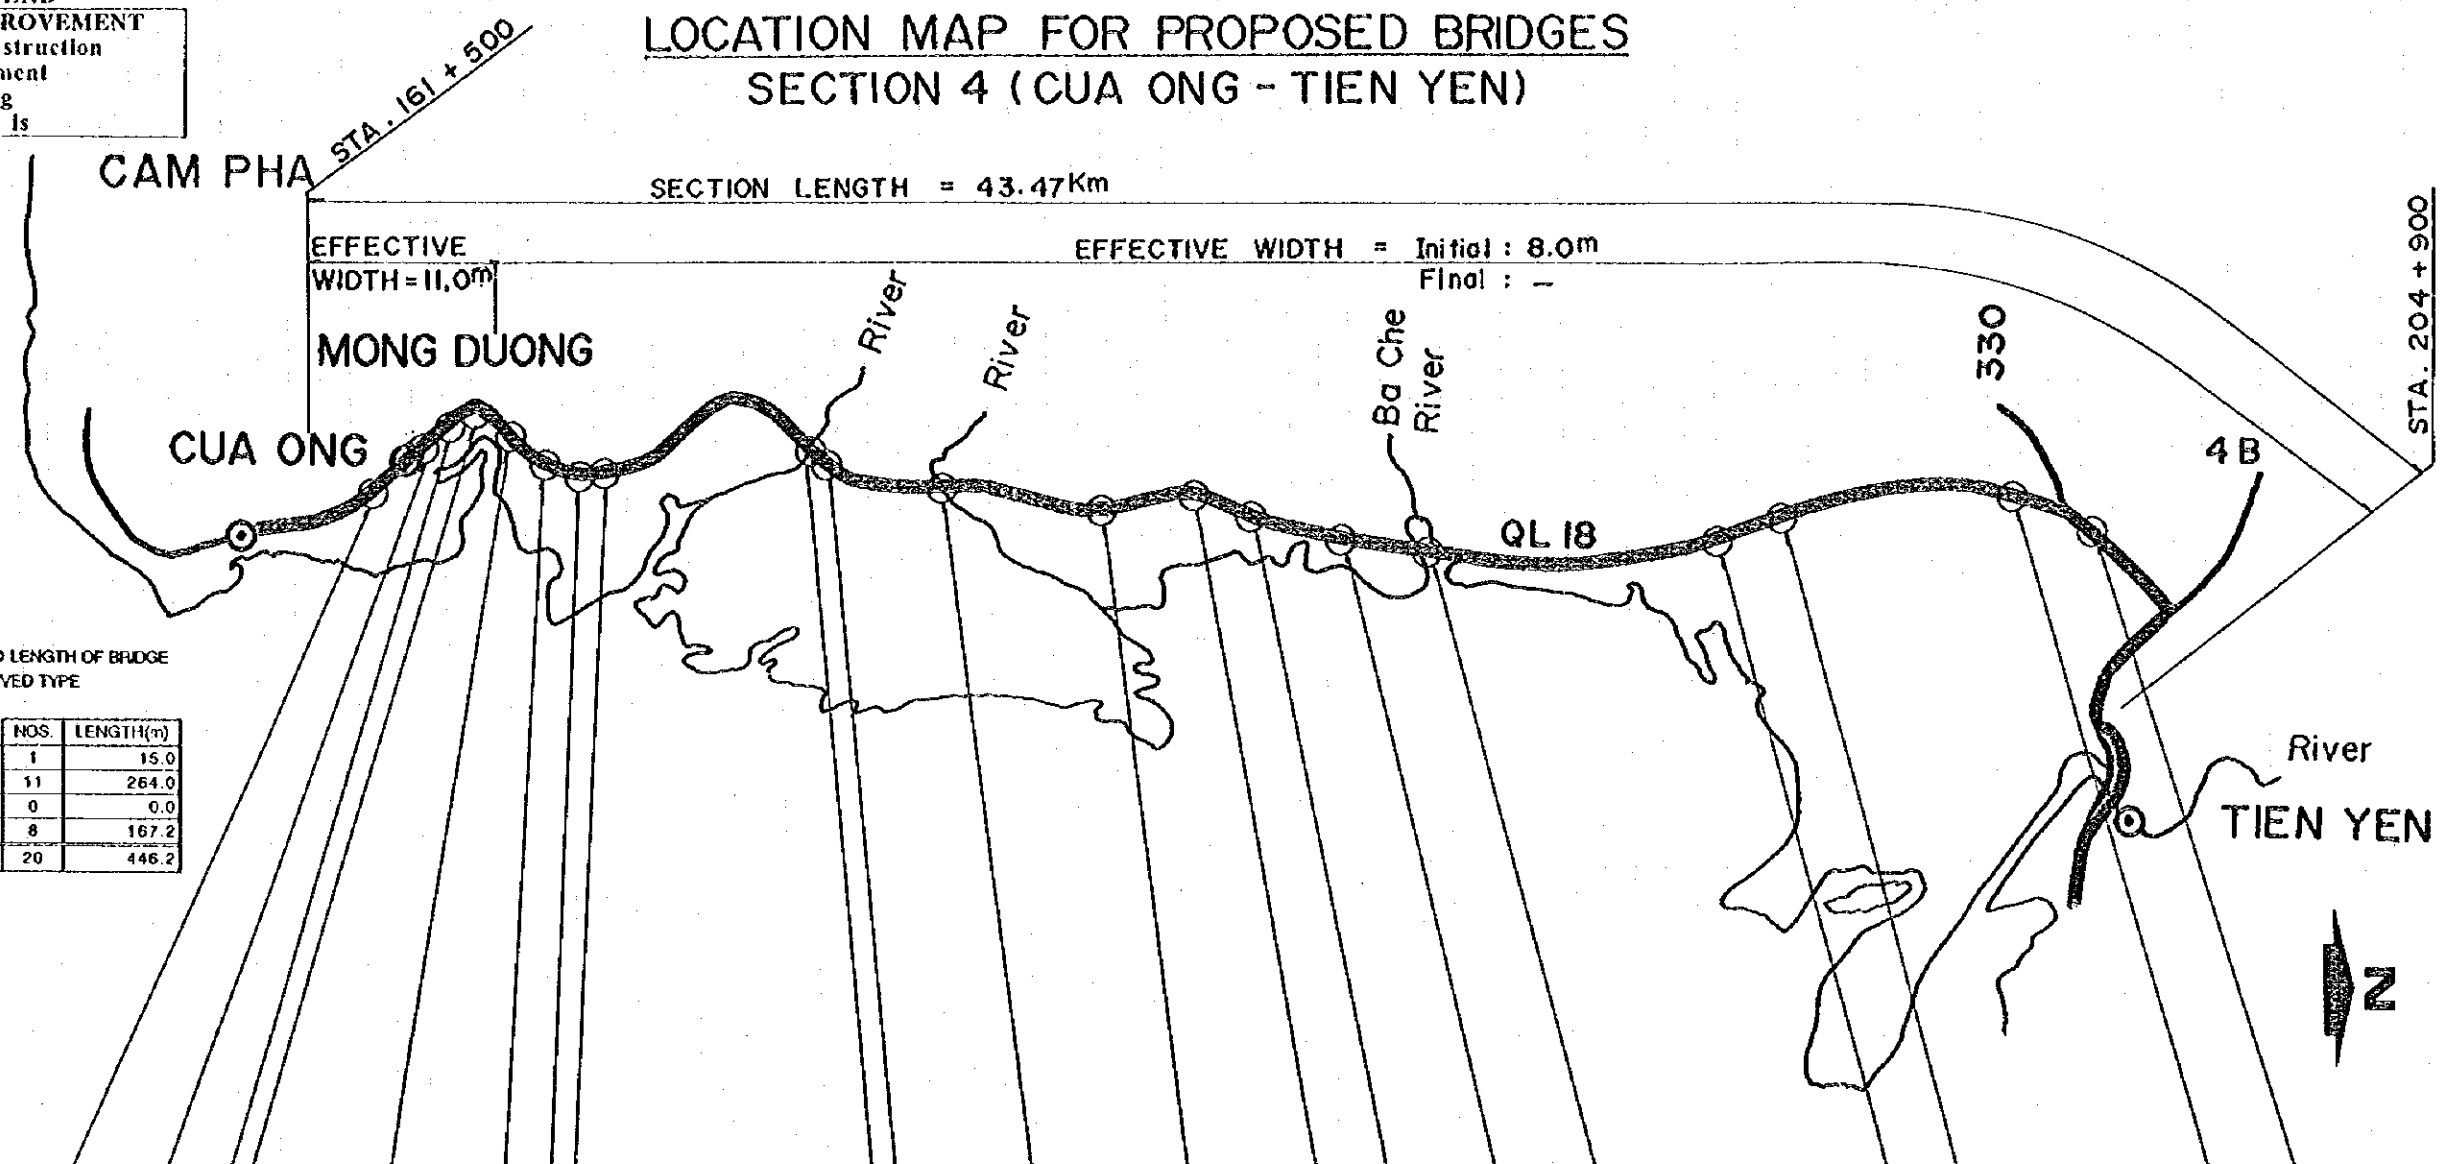 ROVEMENT
struction
ment
g
ls
LOCATION MAP FOR PROPOSED BRIDGES
SECTION 4 (CUA ONG - TIEN YEN)
STA. 161 + 500
CAM PHA
SECTION LENGTH = 43.47Km
STA. 204 + 900
EFFECTIVE
WIDTH = 11.0m
EFFECTIVE WIDTH = Initial : 8.0m
Final : -
MONG DUONG
River
River
Ba Che
River
330
4B
CUA ONG
QL 18
LENGTH OF BRIDGE
VED TYPE
NOS. LENGTH(m)
1 15.0
11 264.0
0 0.0
8 167.2
20 446.2
River
TIEN YEN
N